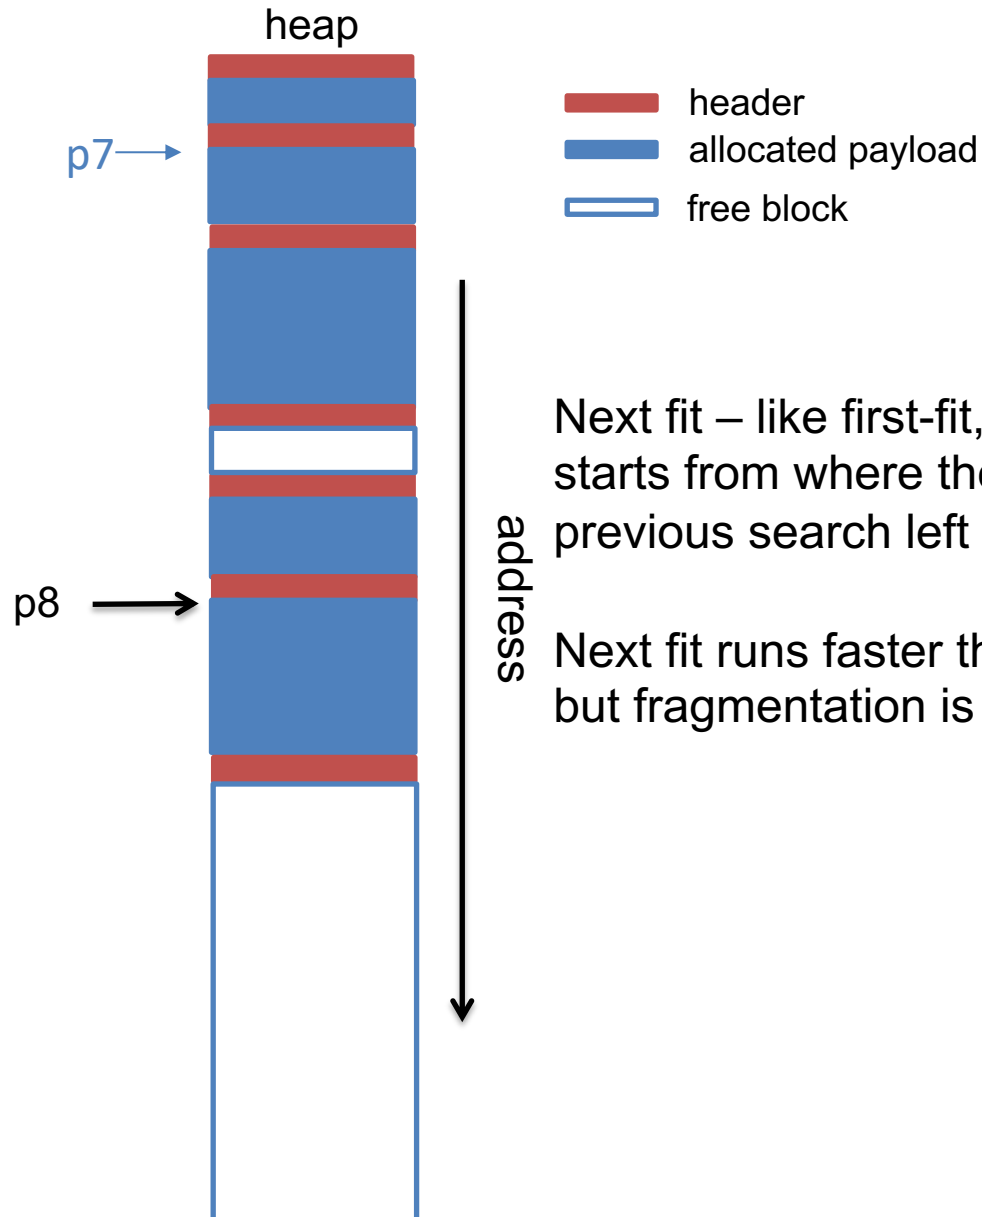 heap
header
allocated payload
free block
p7
Next fit – like first-fit,
starts from where the
previous search left
address
p8
Next fit runs faster th
but fragmentation is